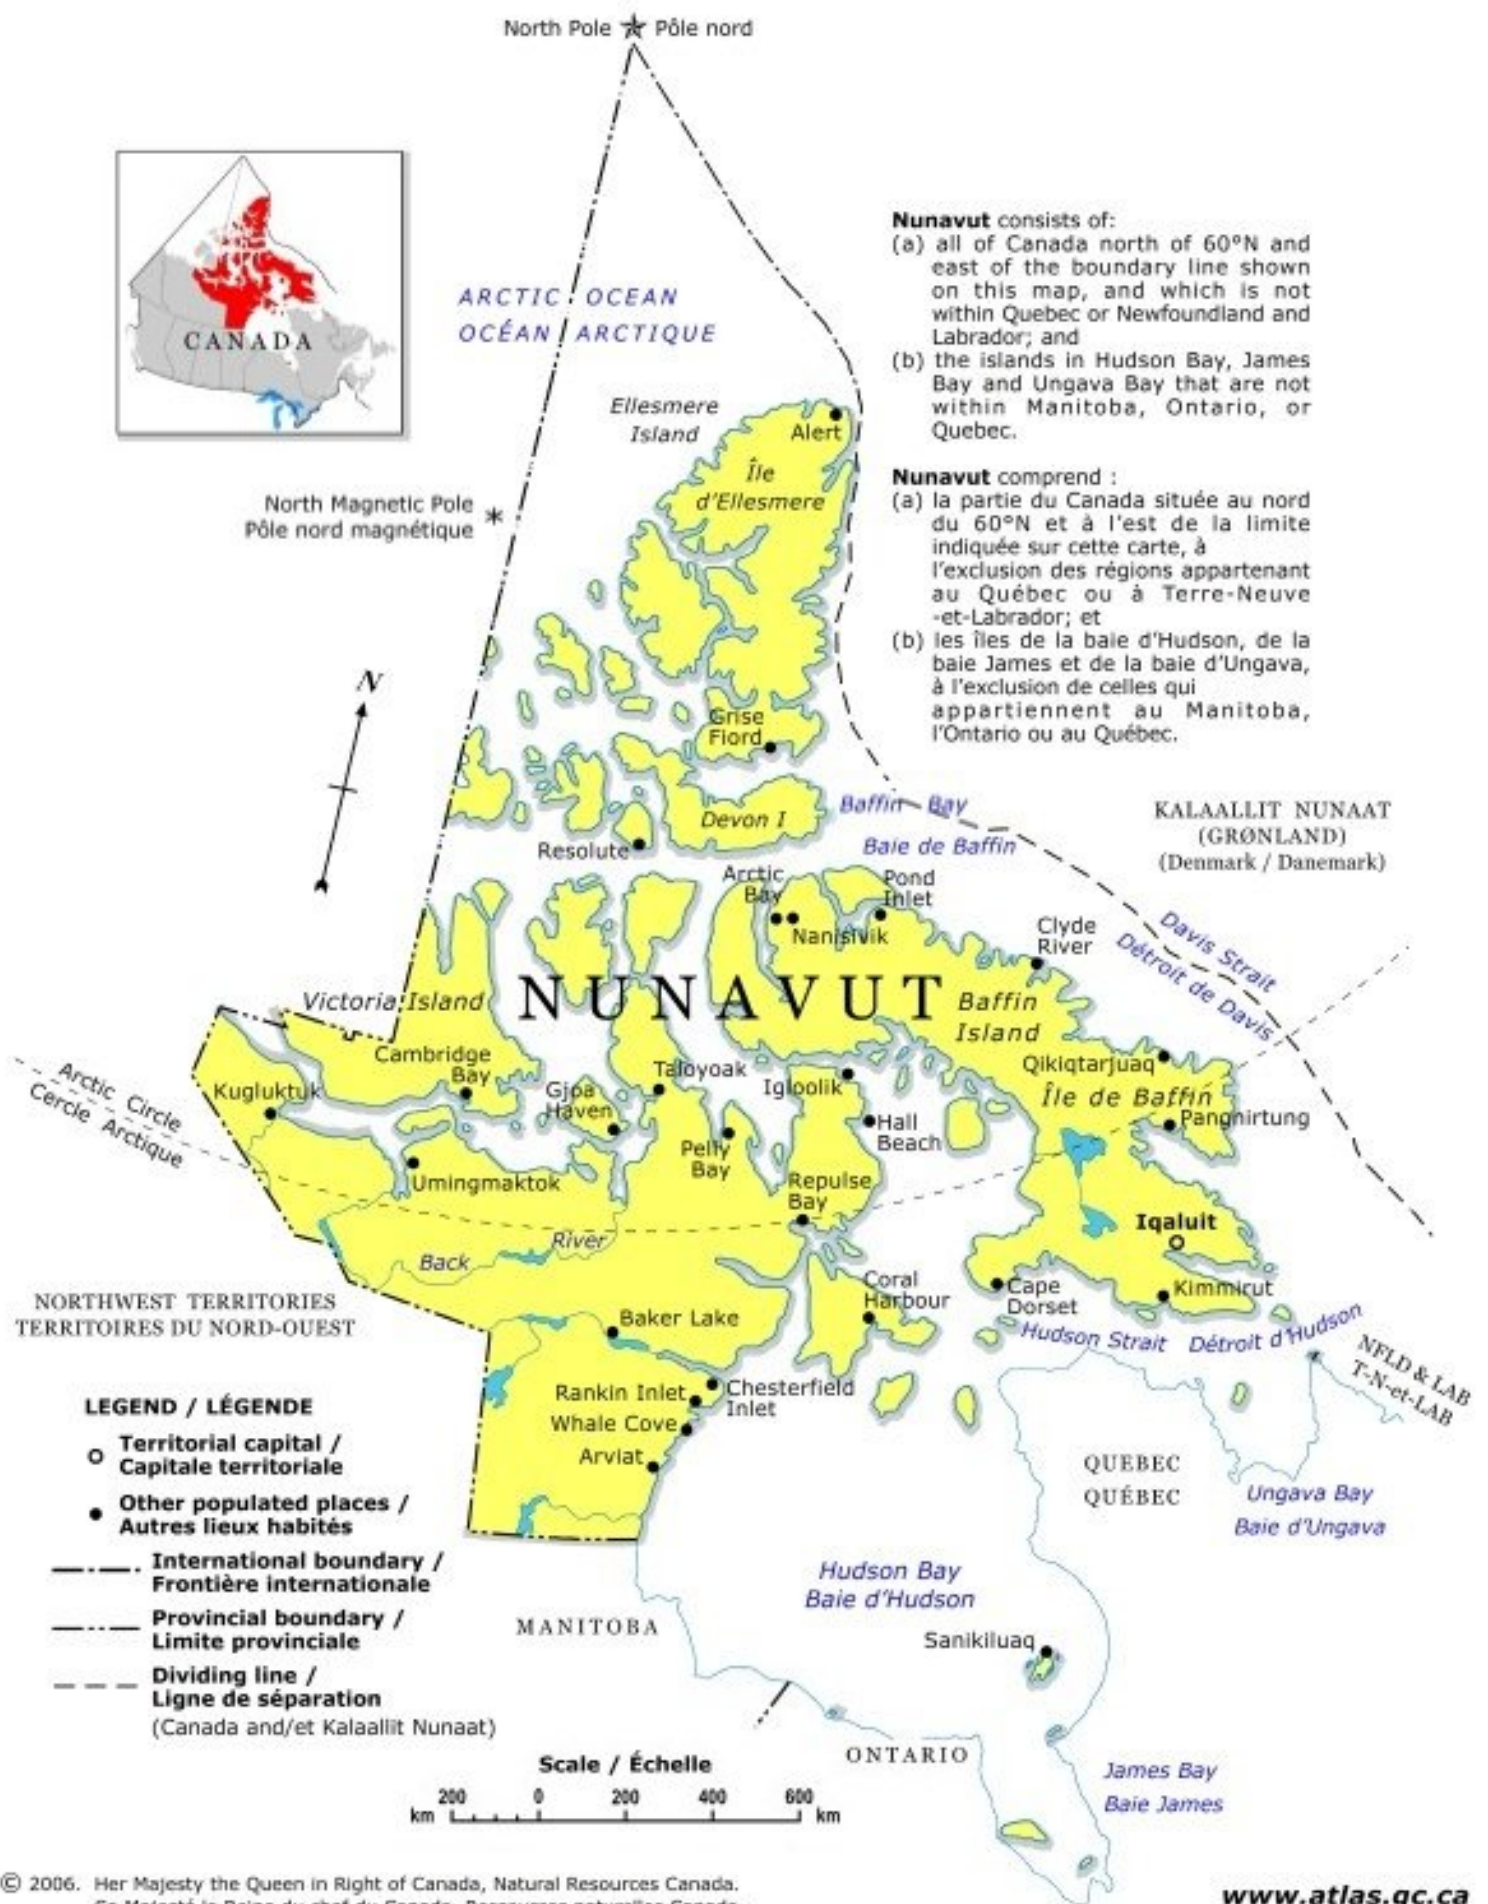 North Pole Pôle nord
CANADA
ARCTIC OCEAN
OCÉAN ARCTIQUE
Nunavut consists of:
(a) all of Canada north of 60°N and
east of the boundary line shown
on this map, and which is not
within Quebec or Newfoundland and
Labrador; and
(b) the islands in Hudson Bay, James
Bay and Ungava Bay that are not
within Manitoba, Ontario, or
Quebec.
Nunavut comprend :
(a) la partie du Canada située au nord
du 60°N et à l'est de la limite
indiquée sur cette carte, à
l'exclusion des régions appartenant
au Québec ou à Terre-Neuve
-et-Labrador; et
(b) les îles de la baie d'Hudson, de la
baie James et de la baie d'Ungava,
à l'exclusion de celles qui
appartiennent au Manitoba,
l'Ontario ou au Québec.
Ellesmere
Island
Alert
Île
d'Ellesmere
North Magnetic Pole
Pôle nord magnétique
N
Grise
Fiord
Devon I
Baffin Bay
Baie de Baffin
KALAALLIT NUNAAT
(GRØNLAND)
(Denmark / Danemark)
Resolute
Arctic
Bay
Nanisivik
Pond
Inlet
Clyde
River
Davis Strait
Détroit de Davis
Victoria Island
NUNAVUT
Baffin
Island
Cambridge
Bay
Taloyoak
Igloolik
Qikiqtarjuaq
Île de Baffin
Arctic Circle
Cercle Arctique
Kugluktuk
Gjoa
Haven
Hall
Beach
Pangnirtung
Pelly
Bay
Umingmaktok
Repulse
Bay
Iqaluit
Back River
Coral
Harbour
Cape
Dorset
Kimmirut
NORTHWEST TERRITORIES
TERRITOIRES DU NORD-OUEST
Baker Lake
Hudson Strait Détroit d'Hudson
NFLD & LAB
T-N-et-LAB
Rankin Inlet
Chesterfield
Inlet
Whale Cove
Arviat
QUEBEC
QUÉBEC
Ungava Bay
Baie d'Ungava
LEGEND / LÉGENDE
Territorial capital /
Capitale territoriale
Other populated places /
Autres lieux habités
International boundary /
Frontière internationale
Provincial boundary /
Limite provinciale
Dividing line /
Ligne de séparation
(Canada and/et Kalaallit Nunaat)
Hudson Bay
Baie d'Hudson
MANITOBA
Sanikiluaq
ONTARIO
James Bay
Baie James
Scale / Échelle
200 0 200 400 600
km km
© 2006. Her Majesty the Queen in Right of Canada, Natural Resources Canada.
Sa Majesté la Reine du chef du Canada, Ressources naturelles Canada.
www.atlas.gc.ca